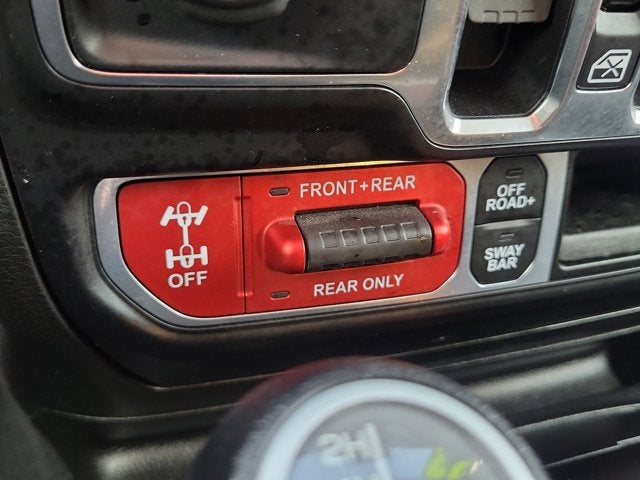 FRONT+REAR
OFF
REAR ONLY
OFF
ROAD+
SWAY
BAR
2H